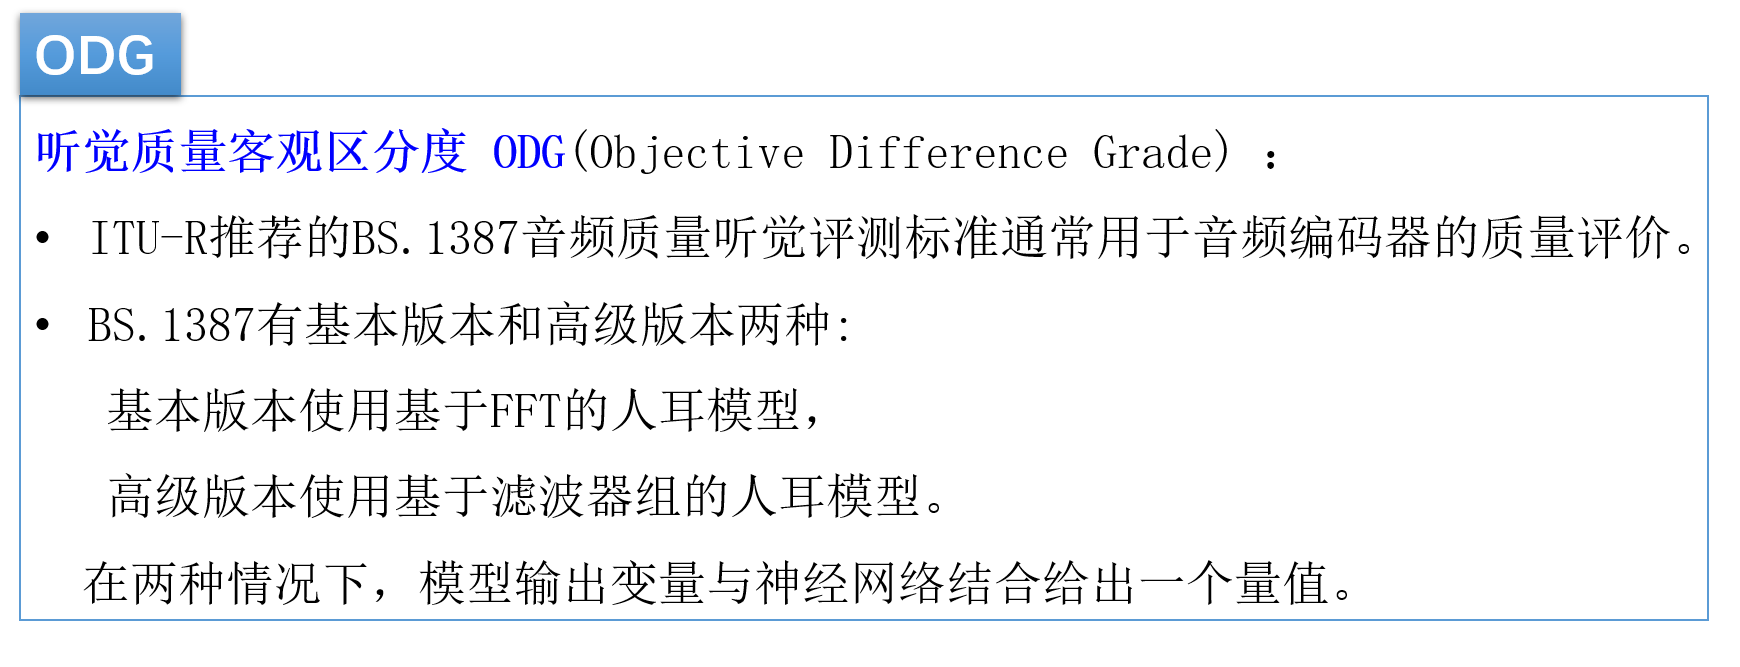 ODG
听觉质量客观区分度 ODG(Objective Difference Grade) ：
• ITU-R推荐的BS.1387音频质量听觉评测标准通常用于音频编码器的质量评价。
• BS.1387有基本版本和高级版本两种:
基本版本使用基于FFT的人耳模型，
高级版本使用基于滤波器组的人耳模型。
在两种情况下，模型输出变量与神经网络结合给出一个量值。